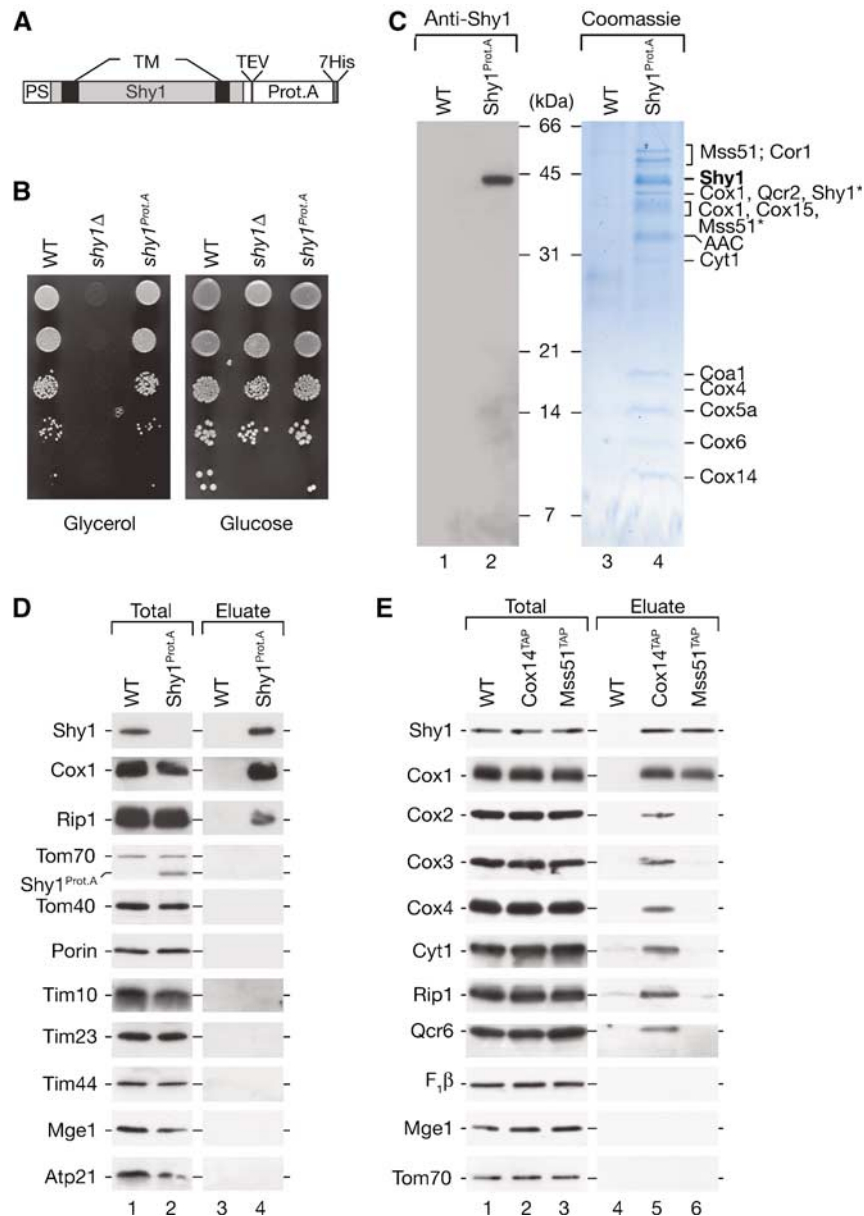 A
TM
TEV
7His
PS
Shy1
Prot.A
B
WT
shy1Δ
shy1Prot.A
WT
shy1Δ
shy1Prot.A
Glycerol
Glucose
C
Anti-Shy1
Coomassie
WT
Shy1Prot.A
(kDa)
WT
Shy1Prot.A
66
45
31
21
14
7
Mss51; Cor1
Shy1
Cox1, Qcr2, Shy1*
Cox1, Cox15,
Mss51*
AAC
Cyt1
Coa1
Cox4
Cox5a
Cox6
Cox14
1 2 3 4
D
Total
Eluate
WT
Shy1Prot.A
WT
Shy1Prot.A
Shy1
Cox1
Rip1
Tom70
Shy1Prot.A
Tom40
Porin
Tim10
Tim23
Tim44
Mge1
Atp21
1 2 3 4
E
Total
Eluate
WT
Cox14TAP
Mss51TAP
WT
Cox14TAP
Mss51TAP
Shy1
Cox1
Cox2
Cox3
Cox4
Cyt1
Rip1
Qcr6
F1β
Mge1
Tom70
1 2 3 4 5 6